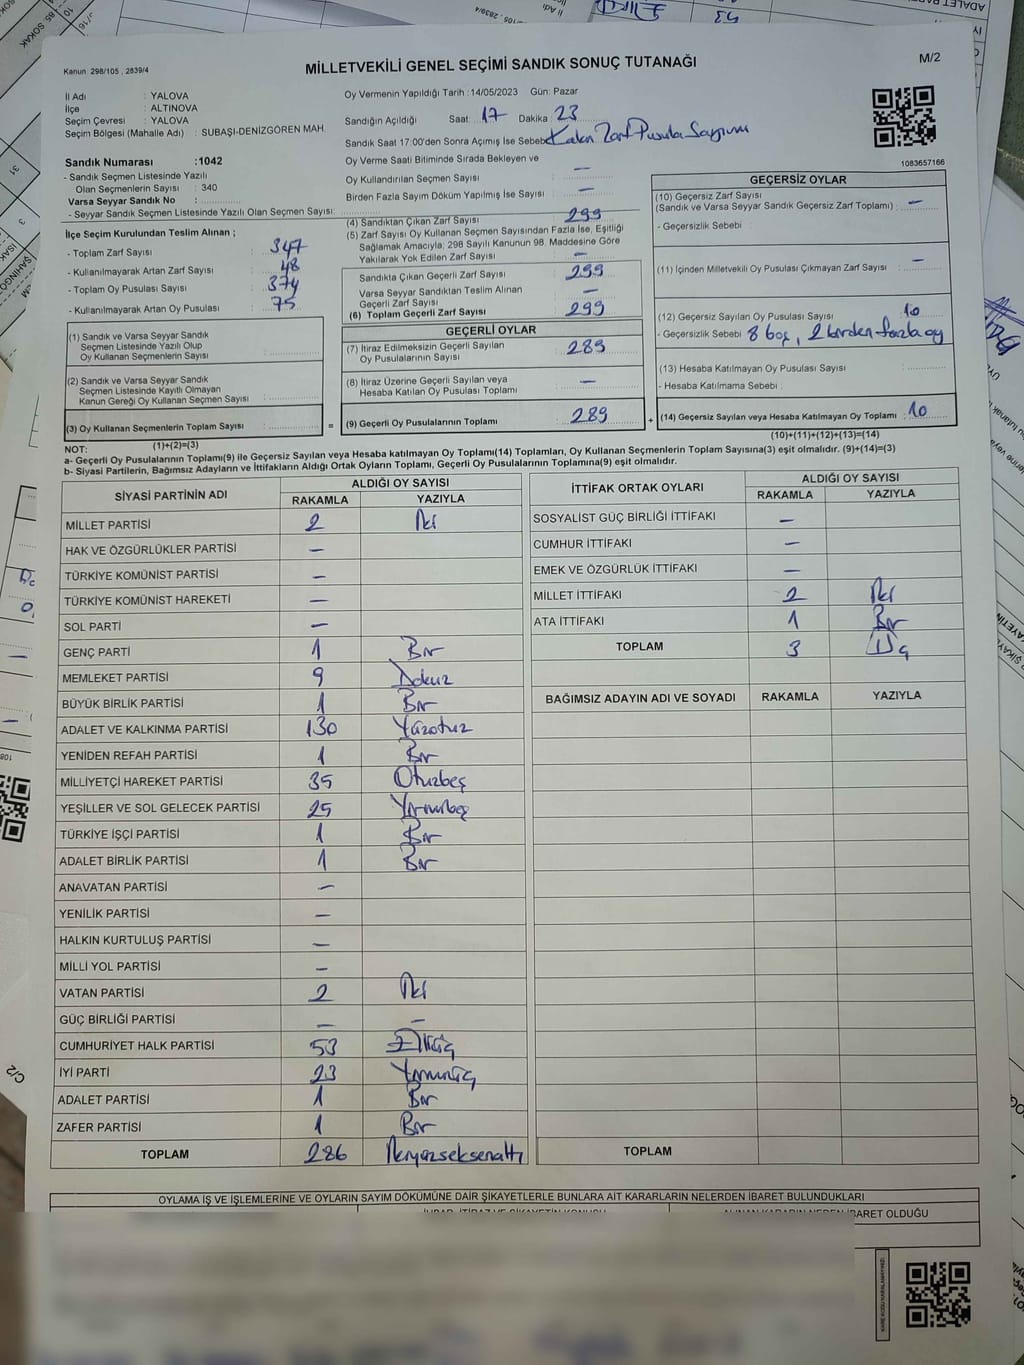 Kanun: 298/105 , 2839/4
MİLLETVEKİLİ GENEL SEÇİMİ SANDIK SONUÇ TUTANAĞI
M/2
İl Adı : YALOVA
İlçe : ALTINOVA
Seçim Çevresi : YALOVA
Seçim Bölgesi (Mahalle Adı) : SUBAŞI-DENİZGÖREN MAH.
Sandık Numarası :1042
- Sandık Seçmen Listesinde Yazılı
Olan Seçmenlerin Sayısı : 340
Varsa Seyyar Sandık No :
- Seyyar Sandık Seçmen Listesinde Yazılı Olan Seçmen Sayısı:
İlçe Seçim Kurulundan Teslim Alınan ;
- Toplam Zarf Sayısı : 347
- Kullanılmayarak Artan Zarf Sayısı : 48
- Toplam Oy Pusulası Sayısı : 374
- Kullanılmayarak Artan Oy Pusulası : 75
(1) Sandık ve Varsa Seyyar Sandık
Seçmen Listesinde Yazılı Olup
Oy Kullanan Seçmenlerin Sayısı :
(2) Sandık ve Varsa Seyyar Sandık
Seçmen Listesinde Kayıtlı Olmayan
Kanun Gereği Oy Kullanan Seçmen Sayısı :
(3) Oy Kullanan Seçmenlerin Toplam Sayısı :
(1)+(2)=(3)
Oy Vermenin Yapıldığı Tarih :14/05/2023 Gün: Pazar
Sandığın Açıldığı Saat: 17 Dakika : 23
Sandık Saat 17:00'den Sonra Açımış İse Sebebi Kalan Zarf Pusula Sayımı
Oy Verme Saati Bitiminde Sırada Bekleyen ve
Oy Kullandırılan Seçmen Sayısı : —
Birden Fazla Sayım Döküm Yapılmış İse Sayısı : —
(4) Sandıktan Çıkan Zarf Sayısı : 299
(5) Zarf Sayısı Oy Kullanan Seçmen Sayısından Fazla İse, Eşitliği
Sağlamak Amacıyla; 298 Sayılı Kanunun 98. Maddesine Göre
Yakılarak Yok Edilen Zarf Sayısı : —
Sandıkta Çıkan Geçerli Zarf Sayısı : 299
Varsa Seyyar Sandıktan Teslim Alınan
Geçerli Zarf Sayısı : —
(6) Toplam Geçerli Zarf Sayısı : 299
GEÇERLİ OYLAR
(7) İtiraz Edilmeksizin Geçerli Sayılan
Oy Pusulalarının Sayısı : 289
(8) İtiraz Üzerine Geçerli Sayılan veya
Hesaba Katılan Oy Pusulası Toplamı : —
= (9) Geçerli Oy Pusulalarının Toplamı : 289
1083657166
GEÇERSİZ OYLAR
(10) Geçersiz Zarf Sayısı
(Sandık ve Varsa Seyyar Sandık Geçersiz Zarf Toplamı) : —
- Geçersizlik Sebebi :
(11) İçinden Milletvekili Oy Pusulası Çıkmayan Zarf Sayısı : —
(12) Geçersiz Sayılan Oy Pusulası Sayısı : 10
- Geçersizlik Sebebi : 8 boş, 2 birden fazla oy
(13) Hesaba Katılmayan Oy Pusulası Sayısı :
- Hesaba Katılmama Sebebi :
+ (14) Geçersiz Sayılan veya Hesaba Katılmayan Oy Toplamı : 10
(10)+(11)+(12)+(13)=(14)
NOT:
a- Geçerli Oy Pusulalarının Toplamı(9) ile Geçersiz Sayılan veya Hesaba katılmayan Oy Toplamı(14) Toplamları, Oy Kullanan Seçmenlerin Toplam Sayısına(3) eşit olmalıdır. (9)+(14)=(3)
b- Siyasi Partilerin, Bağımsız Adayların ve İttifakların Aldığı Ortak Oyların Toplamı, Geçerli Oy Pusulalarının Toplamına(9) eşit olmalıdır.
SİYASİ PARTİNİN ADI ALDIĞI OY SAYISI
RAKAMLA YAZIYLA
MİLLET PARTİSİ 2 İki
HAK VE ÖZGÜRLÜKLER PARTİSİ —
TÜRKİYE KOMÜNİST PARTİSİ —
TÜRKİYE KOMÜNİST HAREKETİ —
SOL PARTİ —
GENÇ PARTİ 1 Bir
MEMLEKET PARTİSİ 9 Dokuz
BÜYÜK BİRLİK PARTİSİ 1 Bir
ADALET VE KALKINMA PARTİSİ 130 Yüzotuz
YENİDEN REFAH PARTİSİ 1 Bir
MİLLİYETÇİ HAREKET PARTİSİ 35 Otuzbeş
YEŞİLLER VE SOL GELECEK PARTİSİ 25 Yirmibeş
TÜRKİYE İŞÇİ PARTİSİ 1 Bir
ADALET BİRLİK PARTİSİ 1 Bir
ANAVATAN PARTİSİ —
YENİLİK PARTİSİ —
HALKIN KURTULUŞ PARTİSİ —
MİLLİ YOL PARTİSİ —
VATAN PARTİSİ 2 İki
GÜÇ BİRLİĞİ PARTİSİ — —
CUMHURİYET HALK PARTİSİ 53 Elliüç
İYİ PARTİ 23 Yirmiüç
ADALET PARTİSİ 1 Bir
ZAFER PARTİSİ 1 Bir
TOPLAM 286 İkiyüzseksenaltı
İTTİFAK ORTAK OYLARI ALDIĞI OY SAYISI
RAKAMLA YAZIYLA
SOSYALİST GÜÇ BİRLİĞİ İTTİFAKI —
CUMHUR İTTİFAKI —
EMEK VE ÖZGÜRLÜK İTTİFAKI —
MİLLET İTTİFAKI 2 İki
ATA İTTİFAKI 1 Bir
TOPLAM 3 Üç
BAĞIMSIZ ADAYIN ADI VE SOYADI RAKAMLA YAZIYLA
TOPLAM
OYLAMA İŞ VE İŞLEMLERİNE VE OYLARIN SAYIM DÖKÜMÜNE DAİR ŞİKAYETLERLE BUNLARA AİT KARARLARIN NELERDEN İBARET BULUNDUKLARI
İBARET OLDUĞU